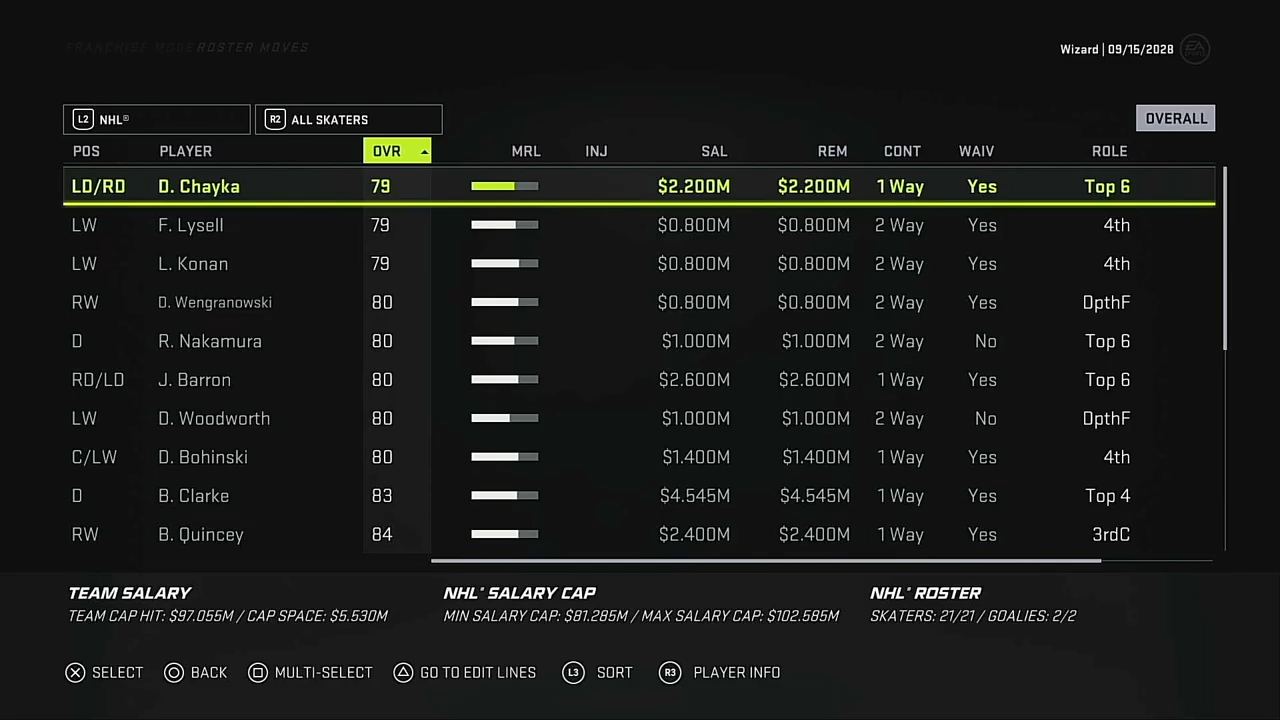 FRANCHISE MODE ROSTER MOVES
Wizard | 09/15/2028 EA SPORTS
L2 NHL® R2 ALL SKATERS OVERALL
POS PLAYER OVR MRL INJ SAL REM CONT WAIV ROLE
LD/RD D. Chayka 79 $2.200M $2.200M 1 Way Yes Top 6
LW F. Lysell 79 $0.800M $0.800M 2 Way Yes 4th
LW L. Konan 79 $0.800M $0.800M 2 Way Yes 4th
RW D. Wengranowski 80 $0.800M $0.800M 2 Way Yes DpthF
D R. Nakamura 80 $1.000M $1.000M 2 Way No Top 6
RD/LD J. Barron 80 $2.600M $2.600M 1 Way Yes Top 6
LW D. Woodworth 80 $1.000M $1.000M 2 Way No DpthF
C/LW D. Bohinski 80 $1.400M $1.400M 1 Way Yes 4th
D B. Clarke 83 $4.545M $4.545M 1 Way Yes Top 4
RW B. Quincey 84 $2.400M $2.400M 1 Way Yes 3rdC
TEAM SALARY NHL® SALARY CAP NHL® ROSTER
TEAM CAP HIT: $97.055M / CAP SPACE: $5.530M MIN SALARY CAP: $81.285M / MAX SALARY CAP: $102.585M SKATERS: 21/21 / GOALIES: 2/2
SELECT BACK MULTI-SELECT GO TO EDIT LINES L3 SORT R3 PLAYER INFO